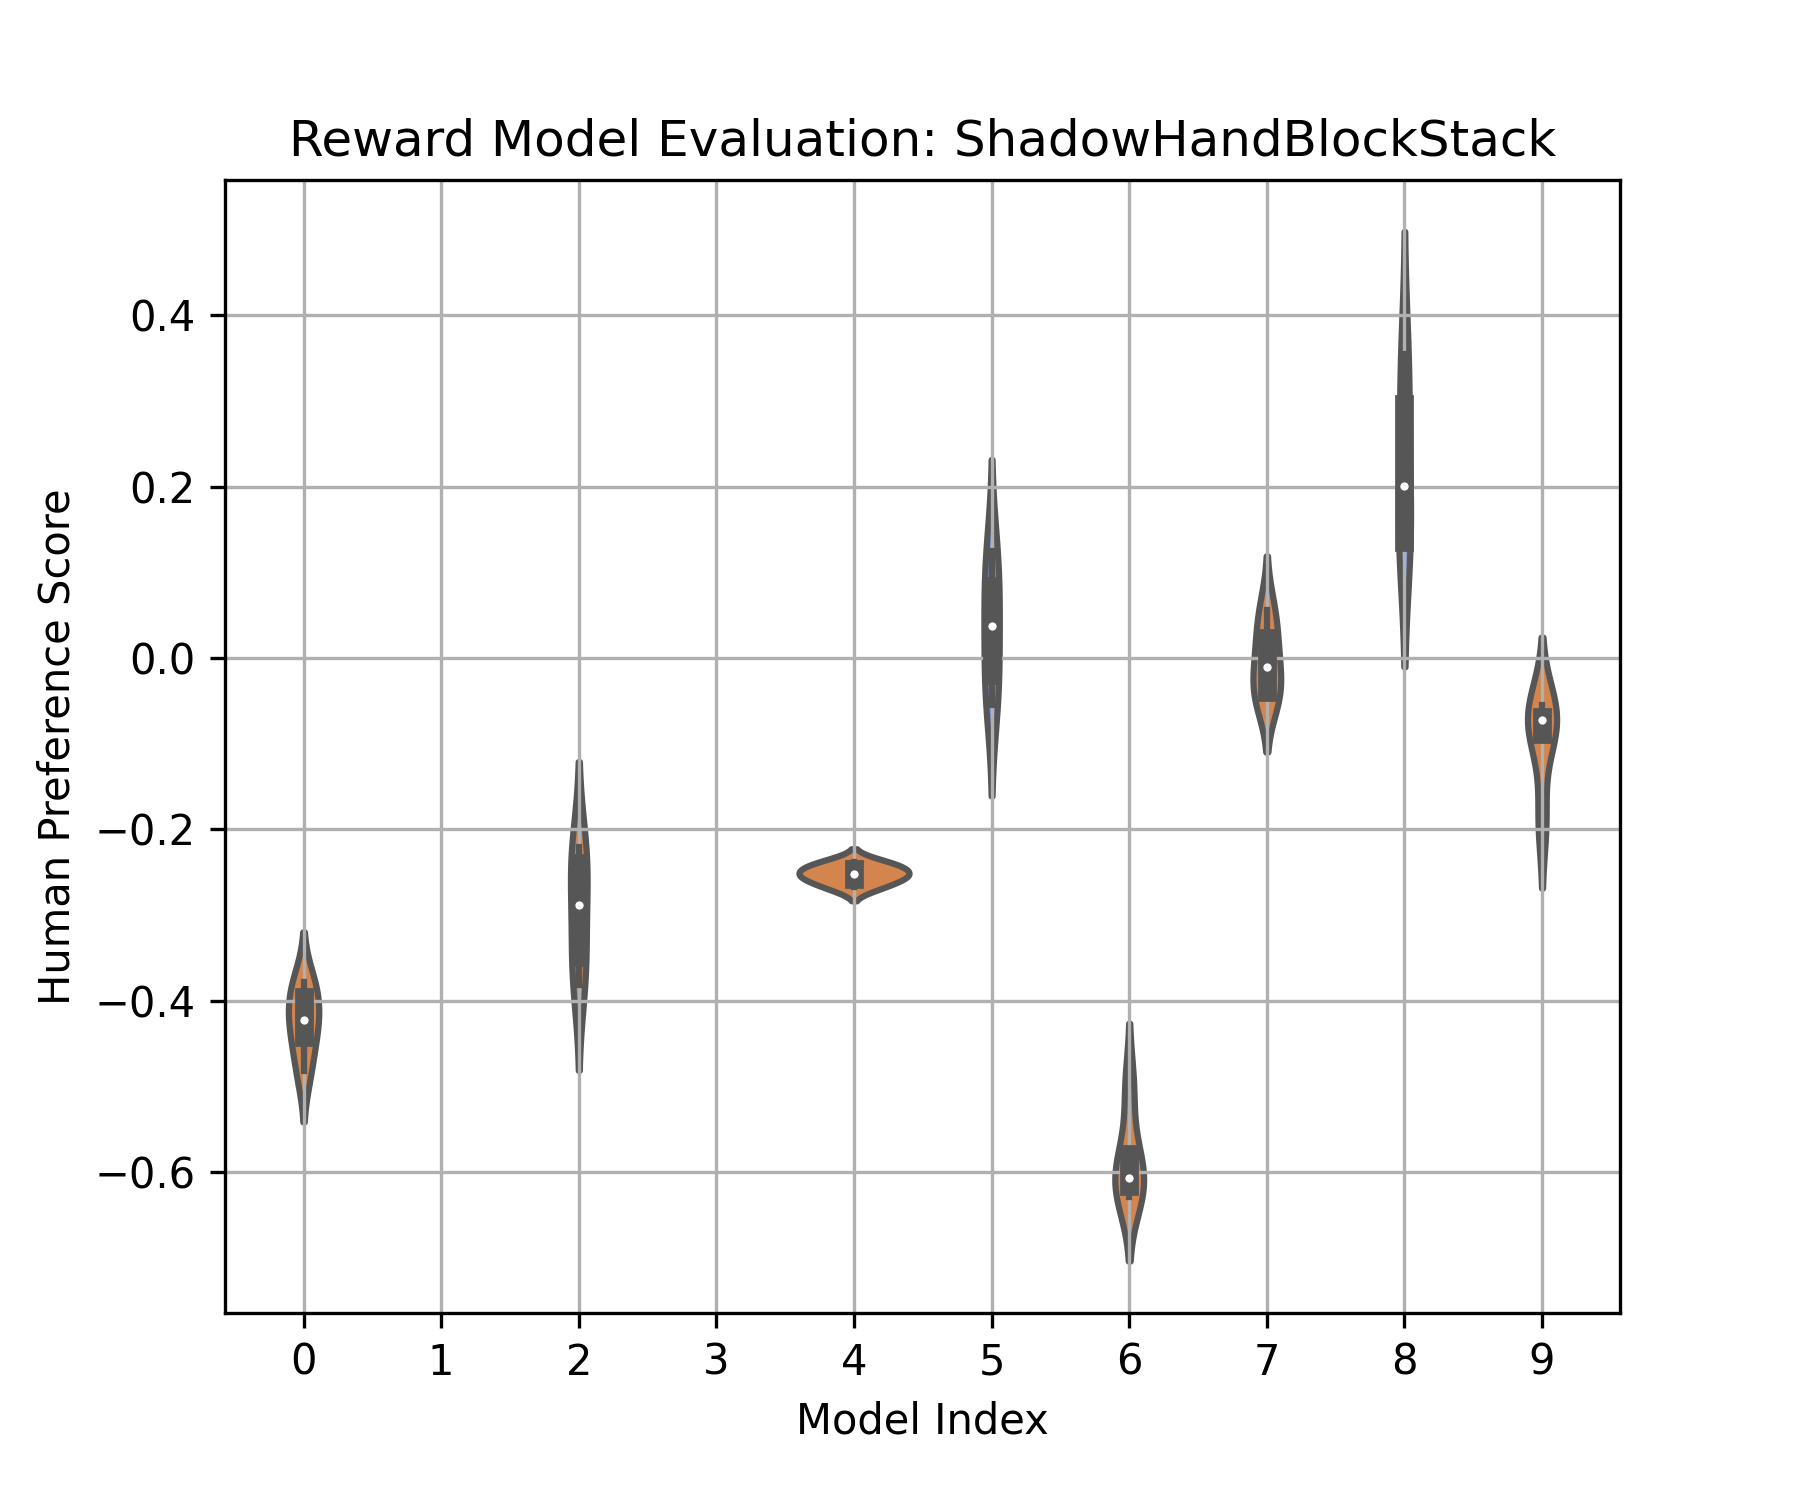 Reward Model Evaluation: ShadowHandBlockStack
0.4
0.2
0.0
−0.2
−0.4
−0.6
Human Preference Score
0 1 2 3 4 5 6 7 8 9
Model Index